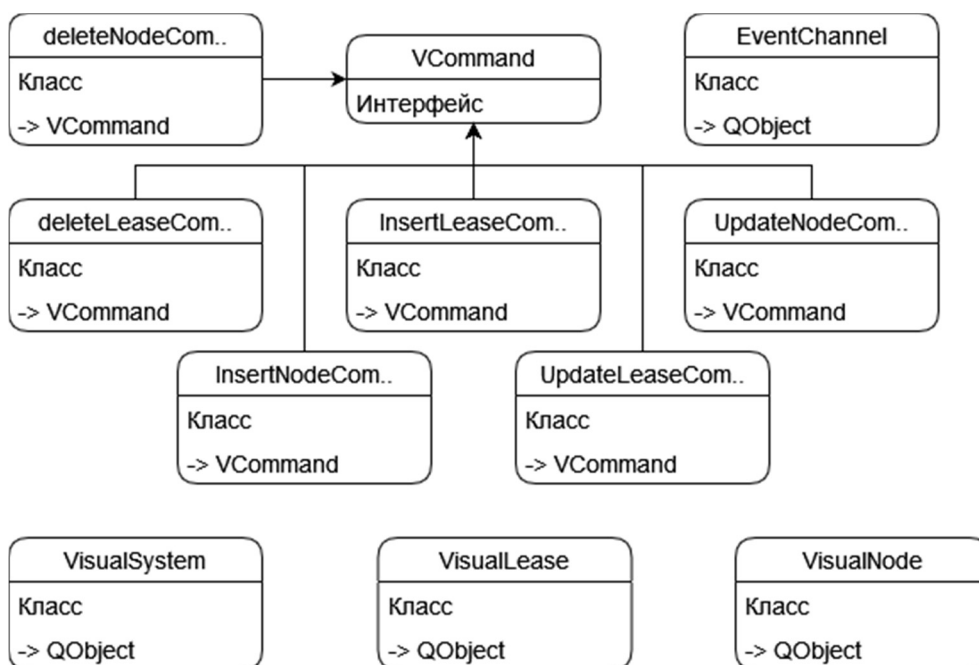 deleteNodeCom..
Класс
-> VCommand
VCommand
Интерфейс
EventChannel
Класс
-> QObject
deleteLeaseCom..
Класс
-> VCommand
InsertLeaseCom..
Класс
-> VCommand
UpdateNodeCom..
Класс
-> VCommand
InsertNodeCom..
Класс
-> VCommand
UpdateLeaseCom..
Класс
-> VCommand
VisualSystem
Класс
-> QObject
VisualLease
Класс
-> QObject
VisualNode
Класс
-> QObject